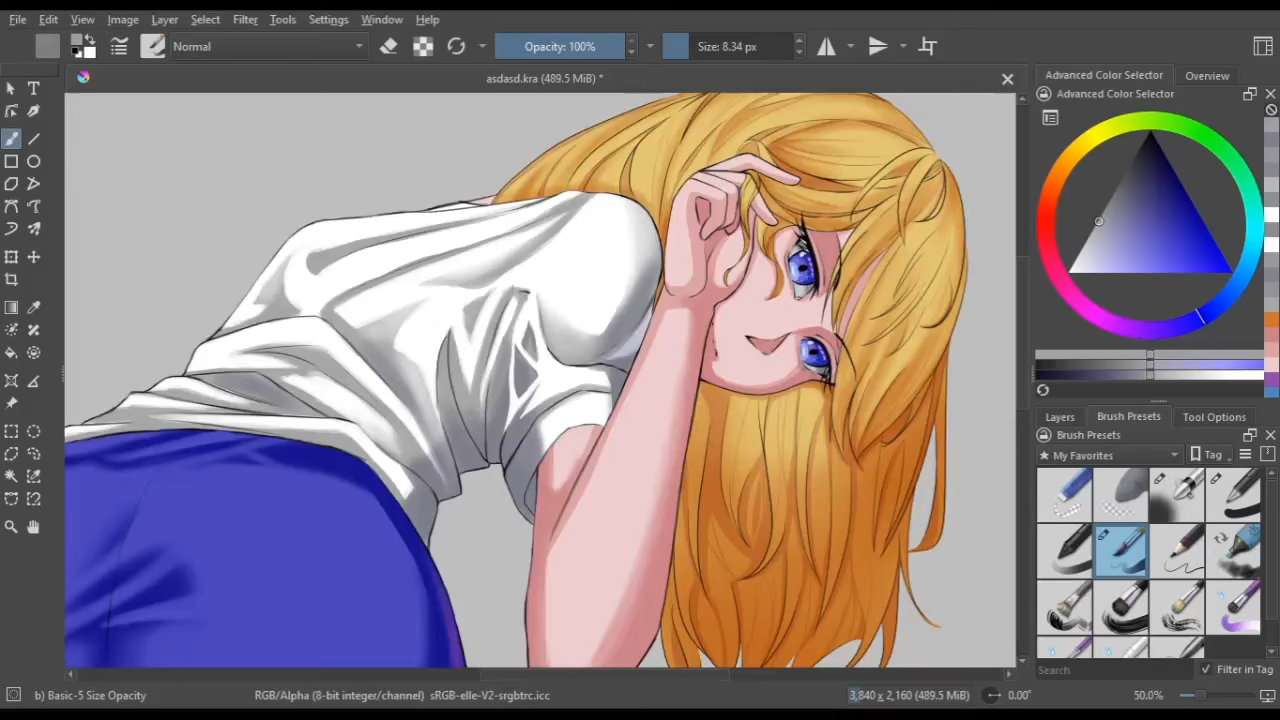 File Edit View Image Layer Select Filter Tools Settings Window Help
Normal Opacity: 100% Size: 8.34 px
asdasd.kra (489.5 MiB) *
Advanced Color Selector Overview
Advanced Color Selector
Layers Brush Presets Tool Options
Brush Presets
★ My Favorites Tag
Search Filter in Tag
b) Basic-5 Size Opacity RGB/Alpha (8-bit integer/channel) sRGB-elle-V2-srgbtrc.icc 3,840 x 2,160 (489.5 MiB) 0.00° 50.0%